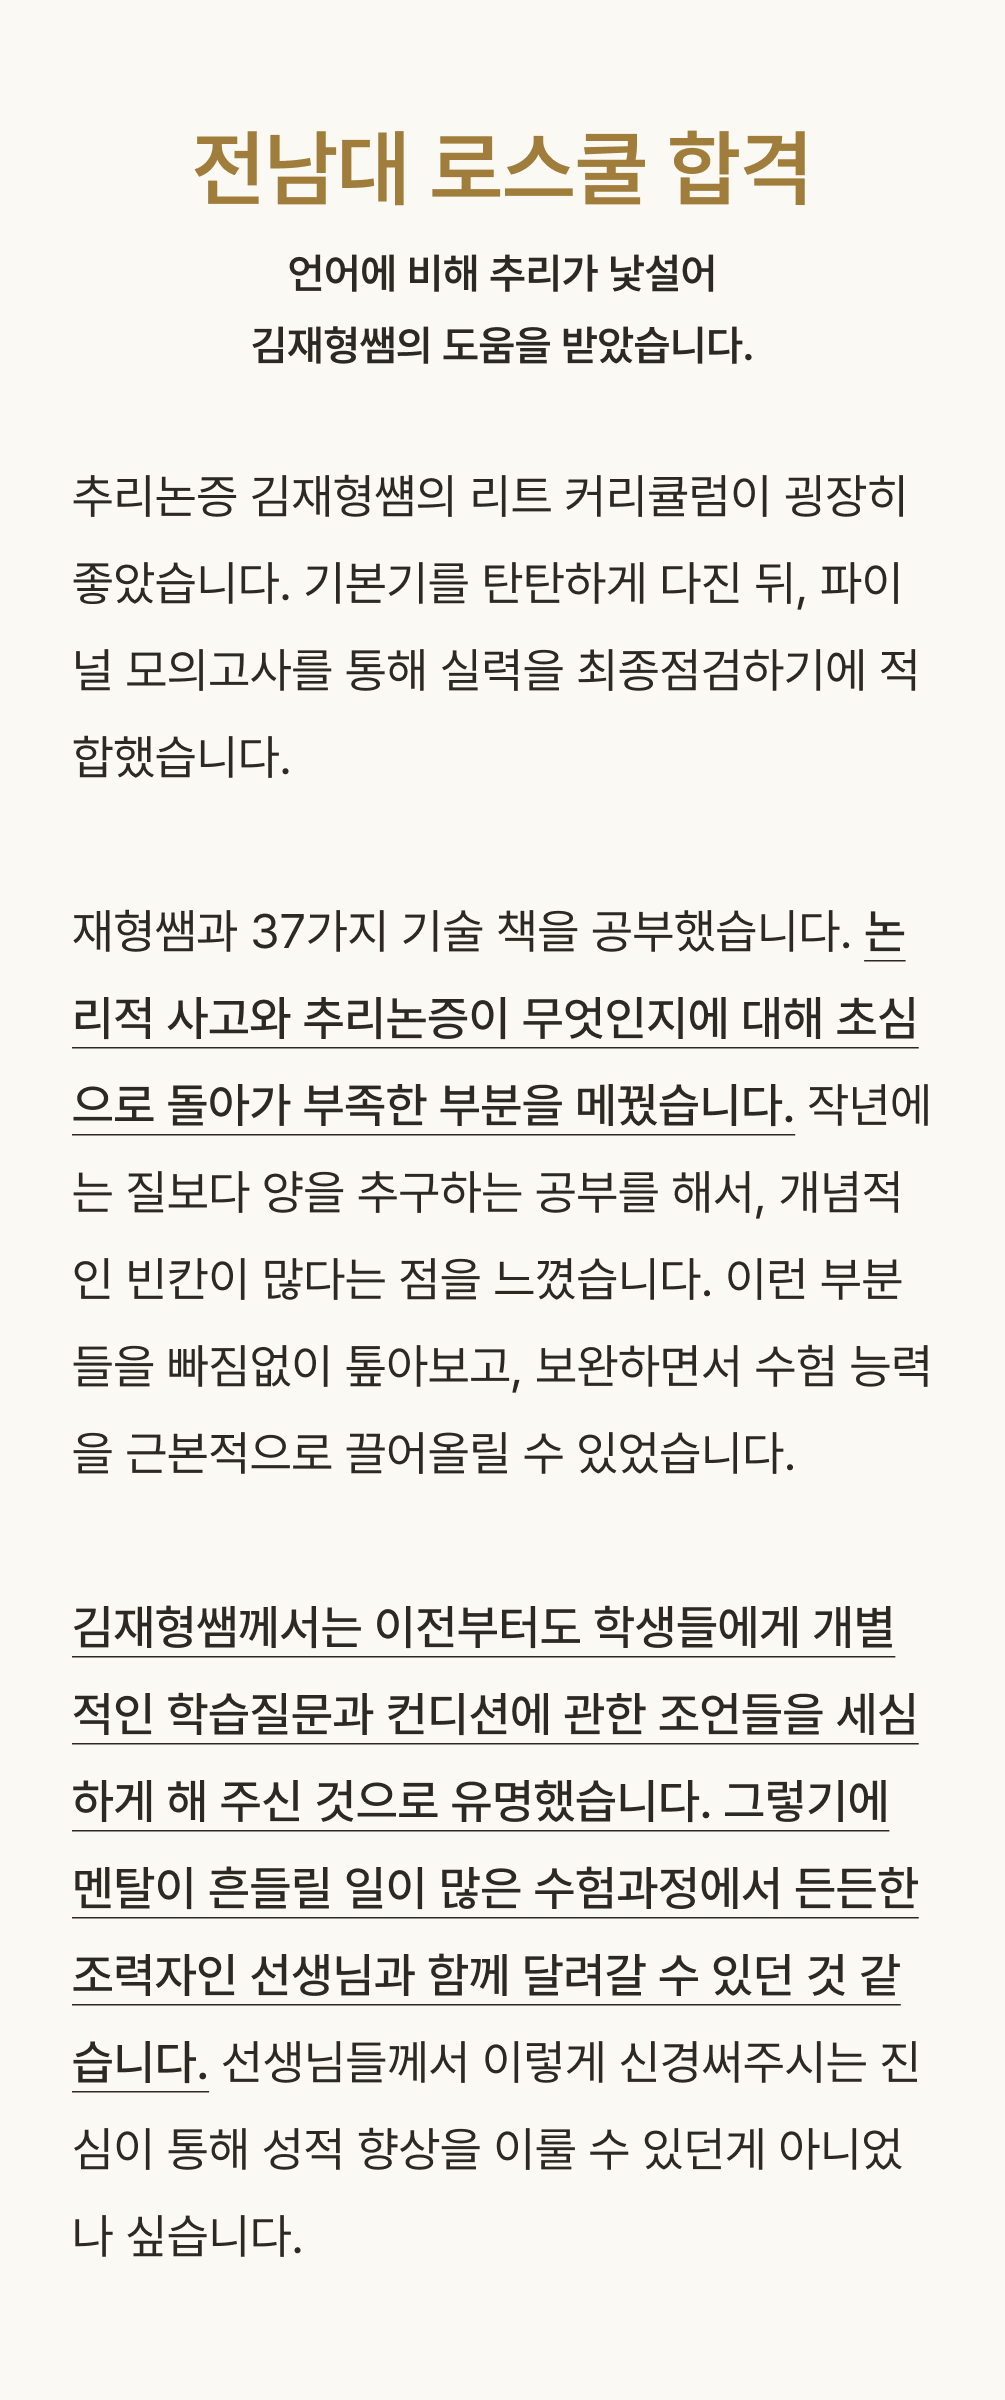 전남대 로스쿨 합격
언어에 비해 추리가 낯설어
김재형쌤의 도움을 받았습니다.
추리논증 김재형썜의 리트 커리큘럼이 굉장히
좋았습니다. 기본기를 탄탄하게 다진 뒤, 파이
널 모의고사를 통해 실력을 최종점검하기에 적
합했습니다.
재형쌤과 37가지 기술 책을 공부했습니다. 논
리적 사고와 추리논증이 무엇인지에 대해 초심
으로 돌아가 부족한 부분을 메꿨습니다. 작년에
는 질보다 양을 추구하는 공부를 해서, 개념적
인 빈칸이 많다는 점을 느꼈습니다. 이런 부분
들을 빠짐없이 톺아보고, 보완하면서 수험 능력
을 근본적으로 끌어올릴 수 있었습니다.
김재형쌤께서는 이전부터도 학생들에게 개별
적인 학습질문과 컨디션에 관한 조언들을 세심
하게 해 주신 것으로 유명했습니다. 그렇기에
멘탈이 흔들릴 일이 많은 수험과정에서 든든한
조력자인 선생님과 함께 달려갈 수 있던 것 같
습니다. 선생님들께서 이렇게 신경써주시는 진
심이 통해 성적 향상을 이룰 수 있던게 아니었
나 싶습니다.